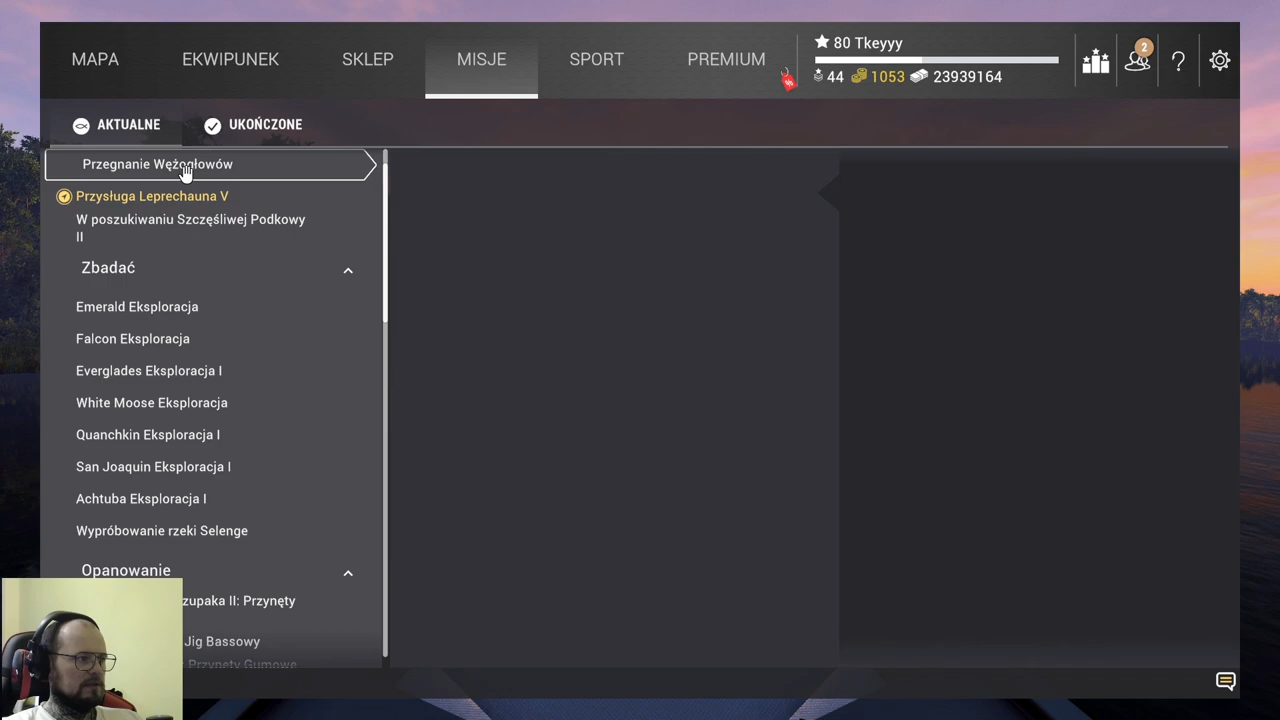 MAPA
EKWIPUNEK
SKLEP
MISJE
SPORT
PREMIUM
%
80 Tkeyyy
44 1053 23939164
2
?
AKTUALNE
UKOŃCZONE
Przegnanie Wężogłowów
Przysługa Leprechauna V
W poszukiwaniu Szczęśliwej Podkowy
II
Zbadać
Emerald Eksploracja
Falcon Eksploracja
Everglades Eksploracja I
White Moose Eksploracja
Quanchkin Eksploracja I
San Joaquin Eksploracja I
Achtuba Eksploracja I
Wypróbowanie rzeki Selenge
Opanowanie
zupaka II: Przynęty
Jig Bassowy
Przynęty Gumowe